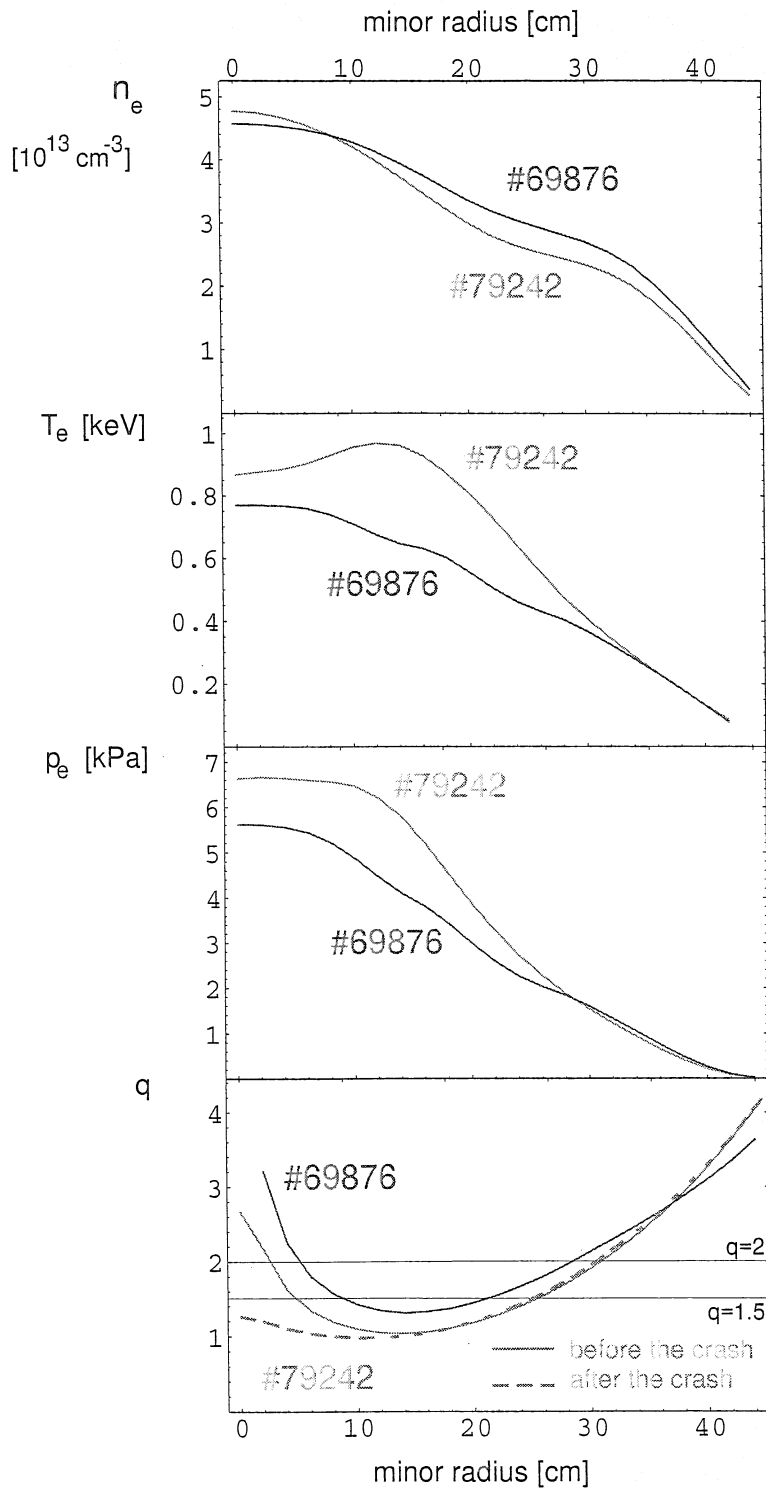 minor radius [cm]
0 10 20 30 40
n_e
[10^13 cm^-3]
5
4
3
2
1
#69876
#79242
T_e [keV]
1
0.8
0.6
0.4
0.2
#79242
#69876
p_e [kPa]
7
6
5
4
3
2
1
#79242
#69876
q
4
3
2
1
#69876
q=2
q=1.5
before the crash
after the crash
#79242
0 10 20 30 40
minor radius [cm]